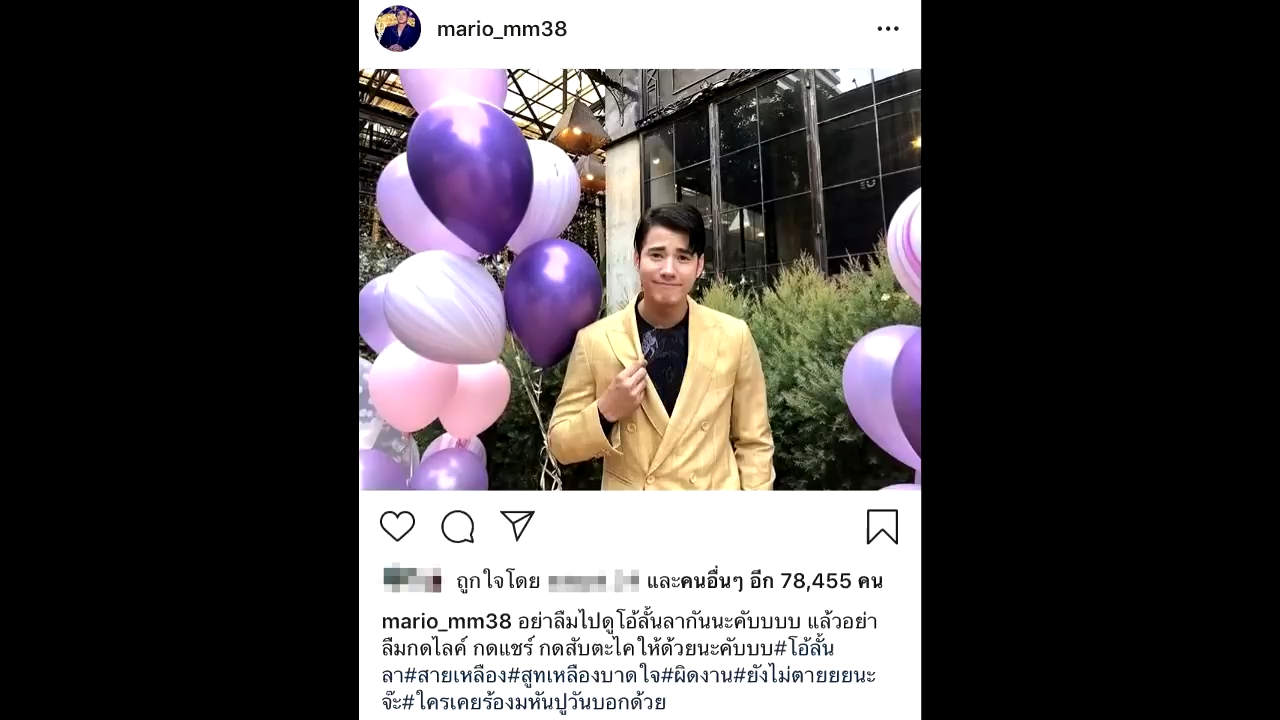 mario_mm38
ถูกใจโดย และคนอื่นๆ อีก 78,455 คน
mario_mm38 อย่าลืมไปดูโอ้ลั้นลากันนะคับบบบ แล้วอย่า
ลืมกดไลค์ กดแชร์ กดสับตะไคให้ด้วยนะคับบบ#โอ้ลั้น
ลา#สายเหลือง#สูทเหลืองบาดใจ#ผิดงาน#ยังไม่ตายยยนะ
จ๊ะ#ใครเคยร้องมหันปูวันบอกด้วย